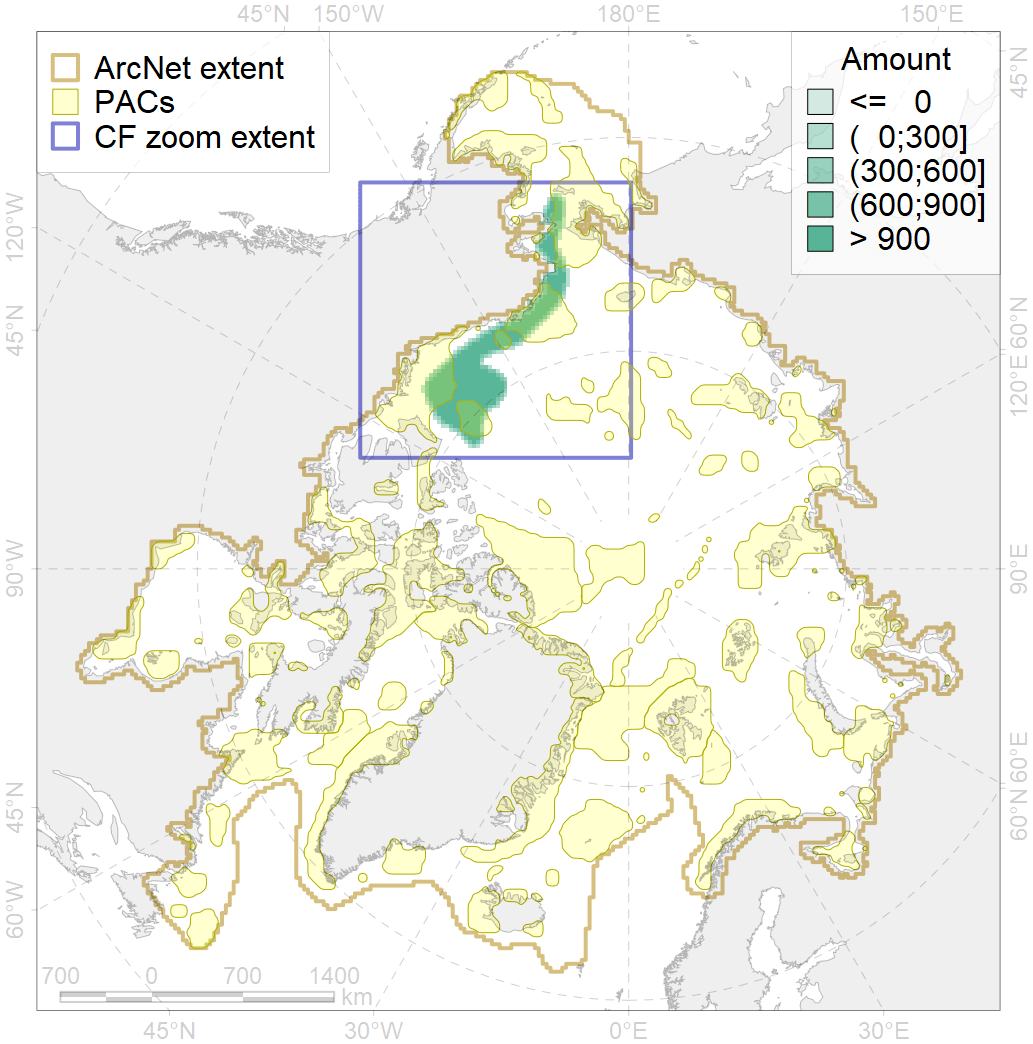 45°N 150°W 180°E 150°E
ArcNet extent
PACs
CF zoom extent
Amount
<= 0
( 0;300]
(300;600]
(600;900]
> 900
120°W
45°N
90°W
45°N
60°W
45°N
60°N
120°E
90°E
60°E
60°N
700 0 700 1400
km
45°N 30°W 0°E 30°E